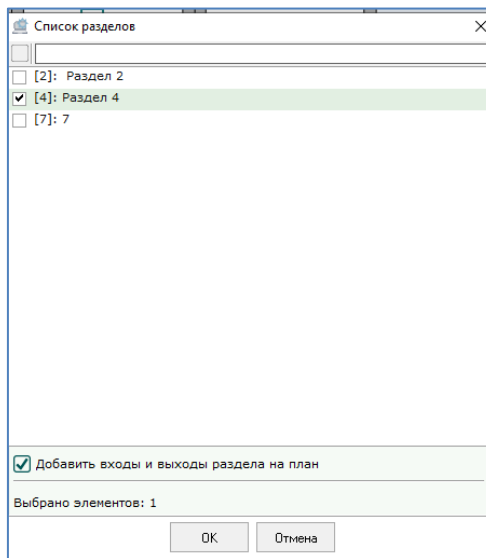 Список разделов
[2]: Раздел 2
[4]: Раздел 4
[7]: 7
Добавить входы и выходы раздела на план
Выбрано элементов: 1
OK Отмена